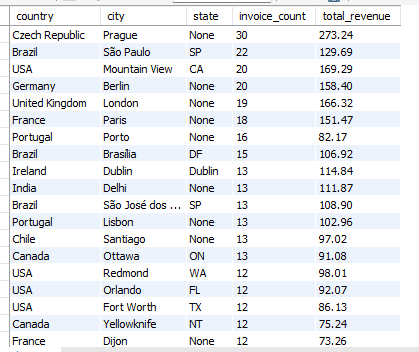 country city state invoice_count total_revenue
Czech Republic Prague None 30 273.24
Brazil São Paulo SP 22 129.69
USA Mountain View CA 20 169.29
Germany Berlin None 20 158.40
United Kingdom London None 19 166.32
France Paris None 18 151.47
Portugal Porto None 16 82.17
Brazil Brasília DF 15 106.92
Ireland Dublin Dublin 13 114.84
India Delhi None 13 111.87
Brazil São José dos ... SP 13 108.90
Portugal Lisbon None 13 102.96
Chile Santiago None 13 97.02
Canada Ottawa ON 13 91.08
USA Redmond WA 12 98.01
USA Orlando FL 12 92.07
USA Fort Worth TX 12 86.13
Canada Yellowknife NT 12 75.24
France Dijon None 12 73.26